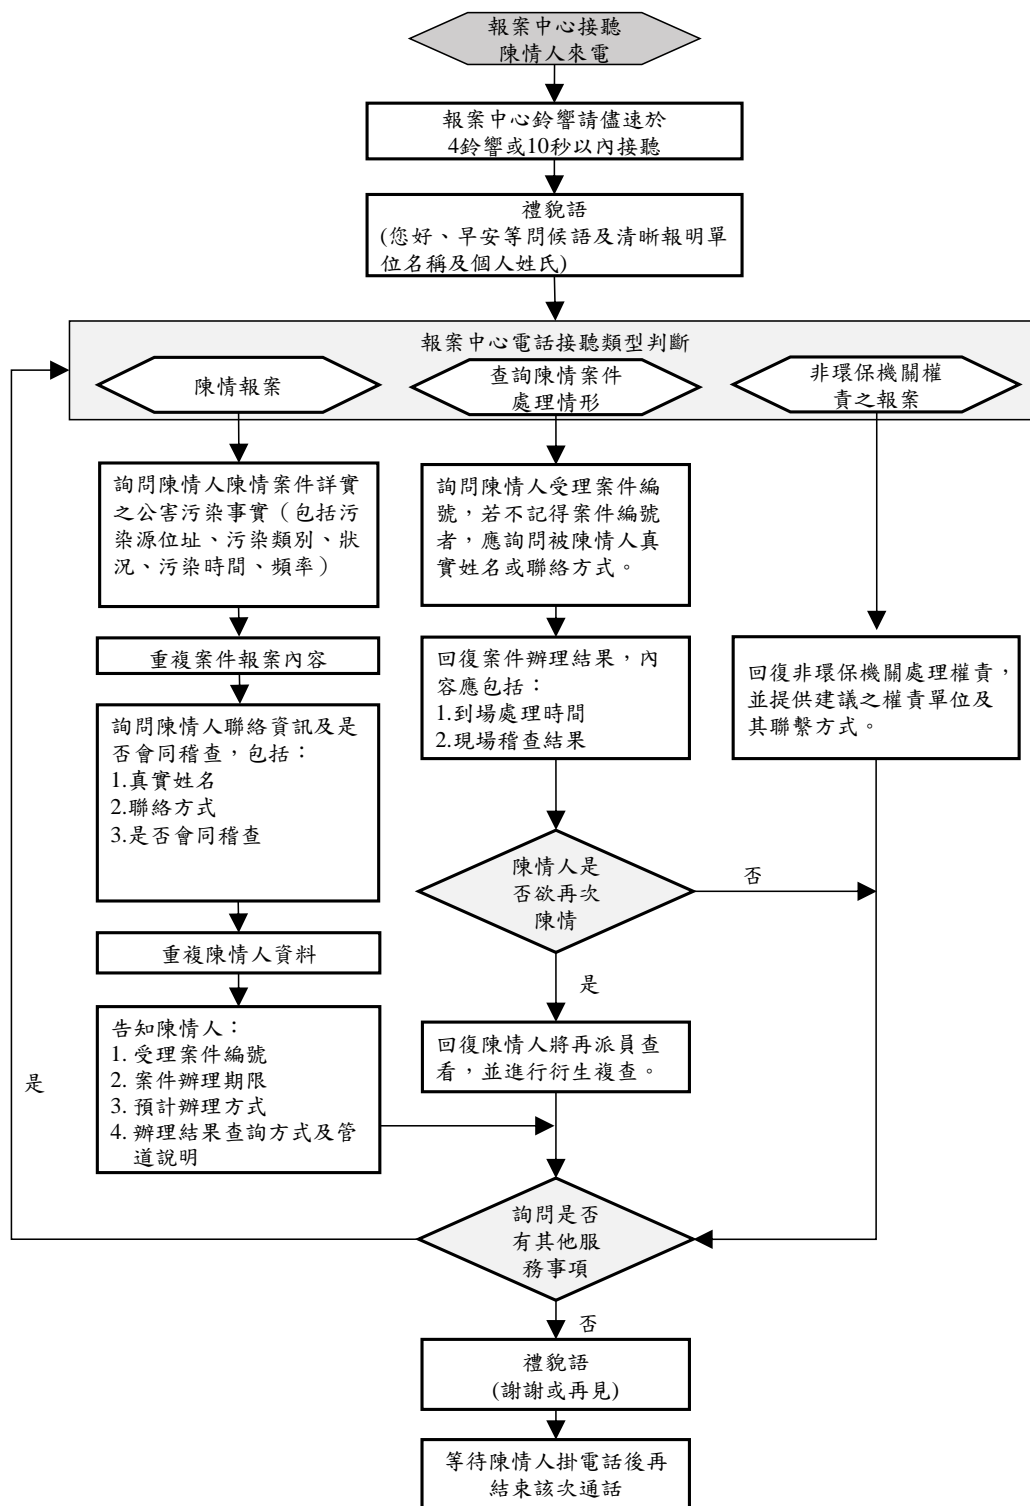 報案中心接聽
陳情人來電
報案中心鈴響請儘速於
4鈴響或10秒以內接聽
禮貌語
(您好、早安等問候語及清晰報明單
位名稱及個人姓氏)
報案中心電話接聽類型判斷
陳情報案
查詢陳情案件
處理情形
非環保機關權
責之報案
詢問陳情人陳情案件詳實
之公害污染事實（包括污
染源位址、污染類別、狀
況、污染時間、頻率）
詢問陳情人受理案件編
號，若不記得案件編號
者，應詢問被陳情人真
實姓名或聯絡方式。
重複案件報案內容
回復案件辦理結果，內
容應包括：
1.到場處理時間
2.現場稽查結果
回復非環保機關處理權責，
並提供建議之權責單位及
其聯繫方式。
詢問陳情人聯絡資訊及是
否會同稽查，包括：
1.真實姓名
2.聯絡方式
3.是否會同稽查
陳情人是
否欲再次
陳情
否
是
重複陳情人資料
告知陳情人：
1. 受理案件編號
2. 案件辦理期限
3. 預計辦理方式
4. 辦理結果查詢方式及管
道說明
回復陳情人將再派員查
看，並進行衍生複查。
是
詢問是否
有其他服
務事項
否
禮貌語
(謝謝或再見)
等待陳情人掛電話後再
結束該次通話